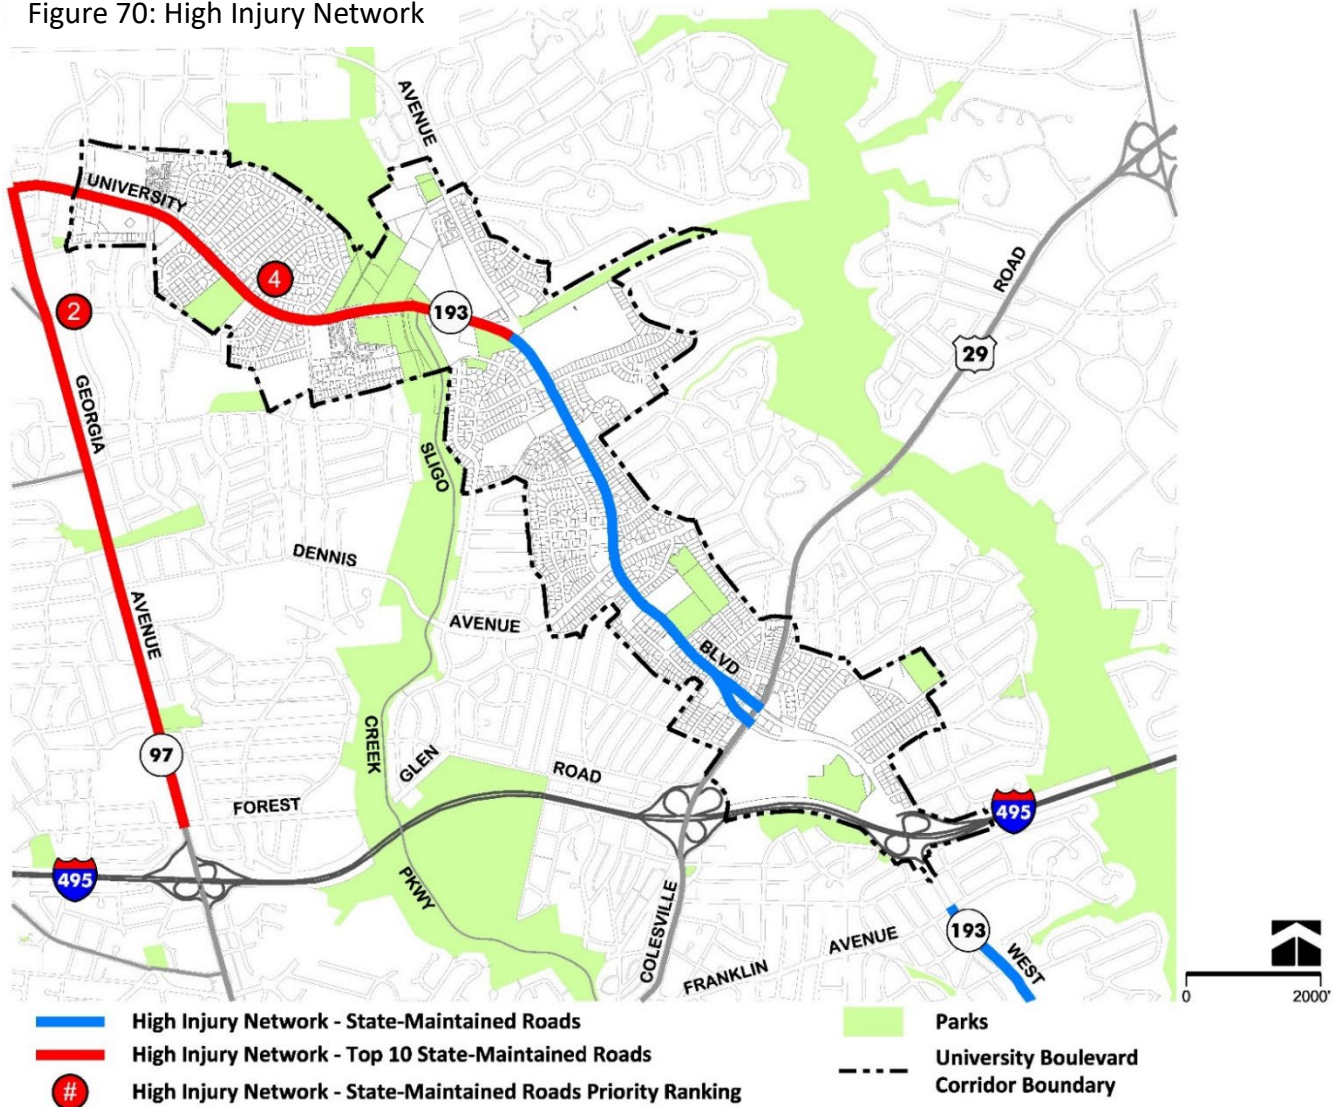 Figure 70: High Injury Network
AVENUE
UNIVERSITY
4
2
193
ROAD
29
GEORGIA
SLIGO
DENNIS
AVENUE
AVENUE
BLVD
97
CREEK
GLEN
ROAD
FOREST
495
495
PKWY
COLESVILLE
FRANKLIN
AVENUE
193
WEST
0 2000'
High Injury Network - State-Maintained Roads
High Injury Network - Top 10 State-Maintained Roads
# High Injury Network - State-Maintained Roads Priority Ranking
Parks
University Boulevard
Corridor Boundary